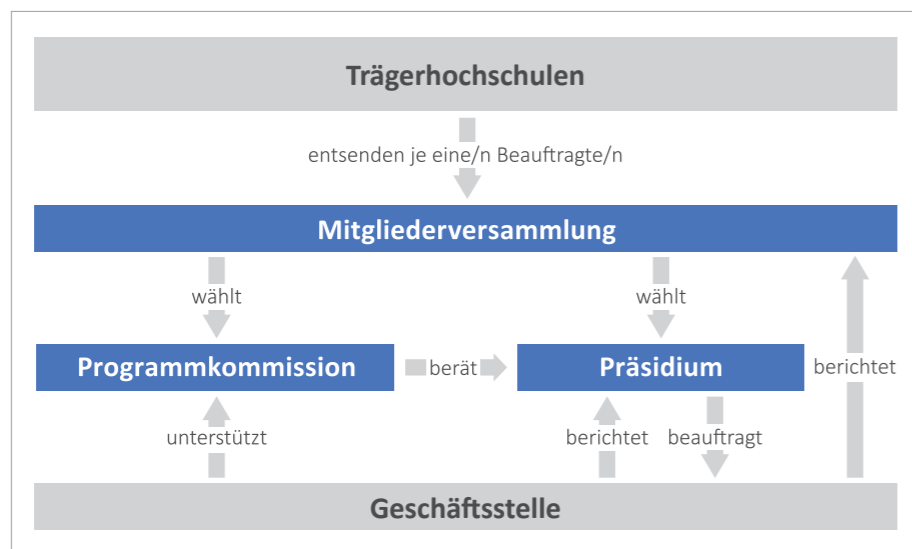 Trägerhochschulen
entsenden je eine/n Beauftragte/n
Mitgliederversammlung
wählt
wählt
Programmkommission
berät
Präsidium
berichtet
unterstützt
berichtet
beauftragt
Geschäftsstelle